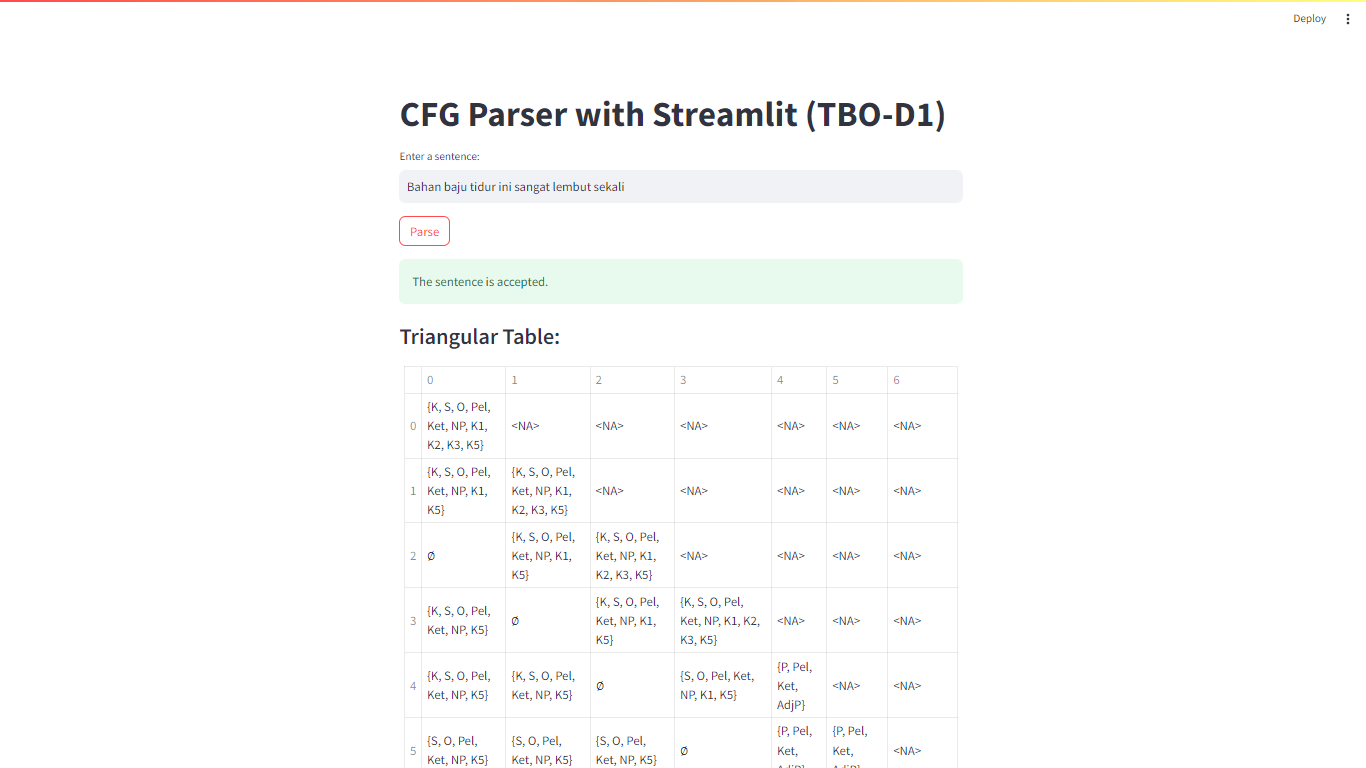 Deploy
CFG Parser with Streamlit (TBO-D1)
Enter a sentence:
Bahan baju tidur ini sangat lembut sekali
Parse
The sentence is accepted.
Triangular Table:
0 1 2 3 4 5 6
0 {K, S, O, Pel, Ket, NP, K1, K2, K3, K5} <NA> <NA> <NA> <NA> <NA> <NA>
1 {K, S, O, Pel, Ket, NP, K1, K5} {K, S, O, Pel, Ket, NP, K1, K2, K3, K5} <NA> <NA> <NA> <NA> <NA>
2 Ø {K, S, O, Pel, Ket, NP, K1, K5} {K, S, O, Pel, Ket, NP, K1, K2, K3, K5} <NA> <NA> <NA> <NA>
3 {K, S, O, Pel, Ket, NP, K5} Ø {K, S, O, Pel, Ket, NP, K1, K5} {K, S, O, Pel, Ket, NP, K1, K2, K3, K5} <NA> <NA> <NA>
4 {K, S, O, Pel, Ket, NP, K5} {K, S, O, Pel, Ket, NP, K5} Ø {S, O, Pel, Ket, NP, K1, K5} {P, Pel, Ket, AdjP} <NA> <NA>
5 {S, O, Pel, Ket, NP, K5} {S, O, Pel, Ket, NP, K5} {S, O, Pel, Ket, NP, K5} Ø {P, Pel, Ket, AdjP} {P, Pel, Ket, AdjP} <NA>